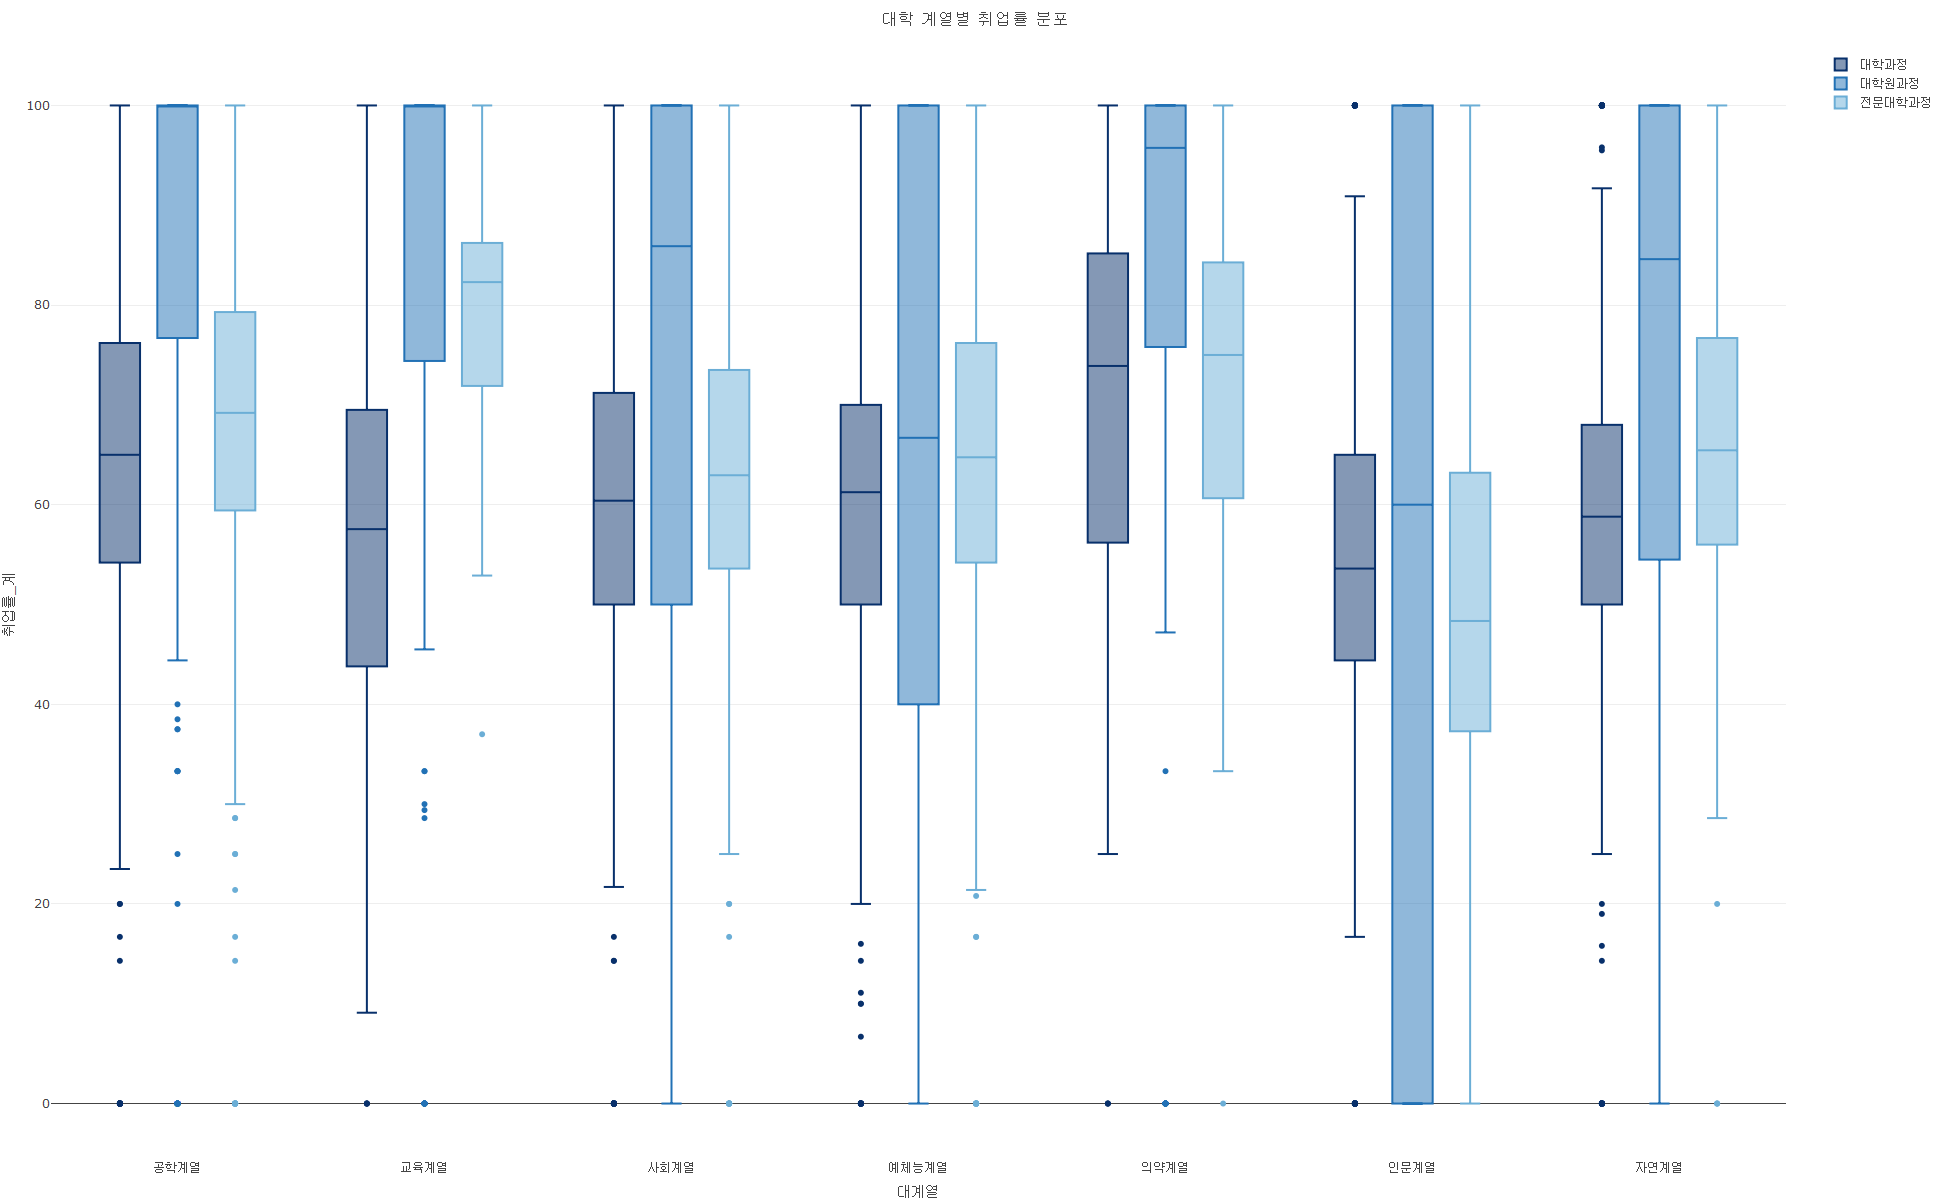 대학 계열별 취업률 분포
대학과정
대학원과정
전문대학과정
취업률_계
100
80
60
40
20
0
공학계열
교육계열
사회계열
예체능계열
의약계열
인문계열
자연계열
대계열